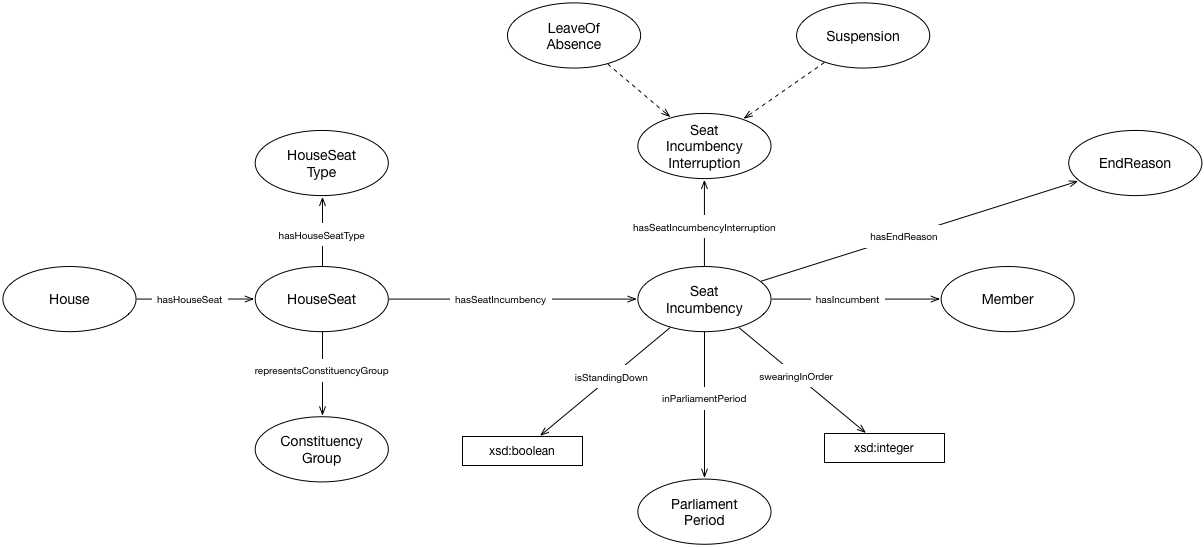 LeaveOf
Absence
Suspension
Seat
Incumbency
Interruption
HouseSeat
Type
EndReason
hasHouseSeatType
hasSeatIncumbencyInterruption
hasEndReason
House
hasHouseSeat
HouseSeat
hasSeatIncumbency
Seat
Incumbency
hasIncumbent
Member
representsConstituencyGroup
isStandingDown
swearingInOrder
inParliamentPeriod
Constituency
Group
xsd:boolean
xsd:integer
Parliament
Period